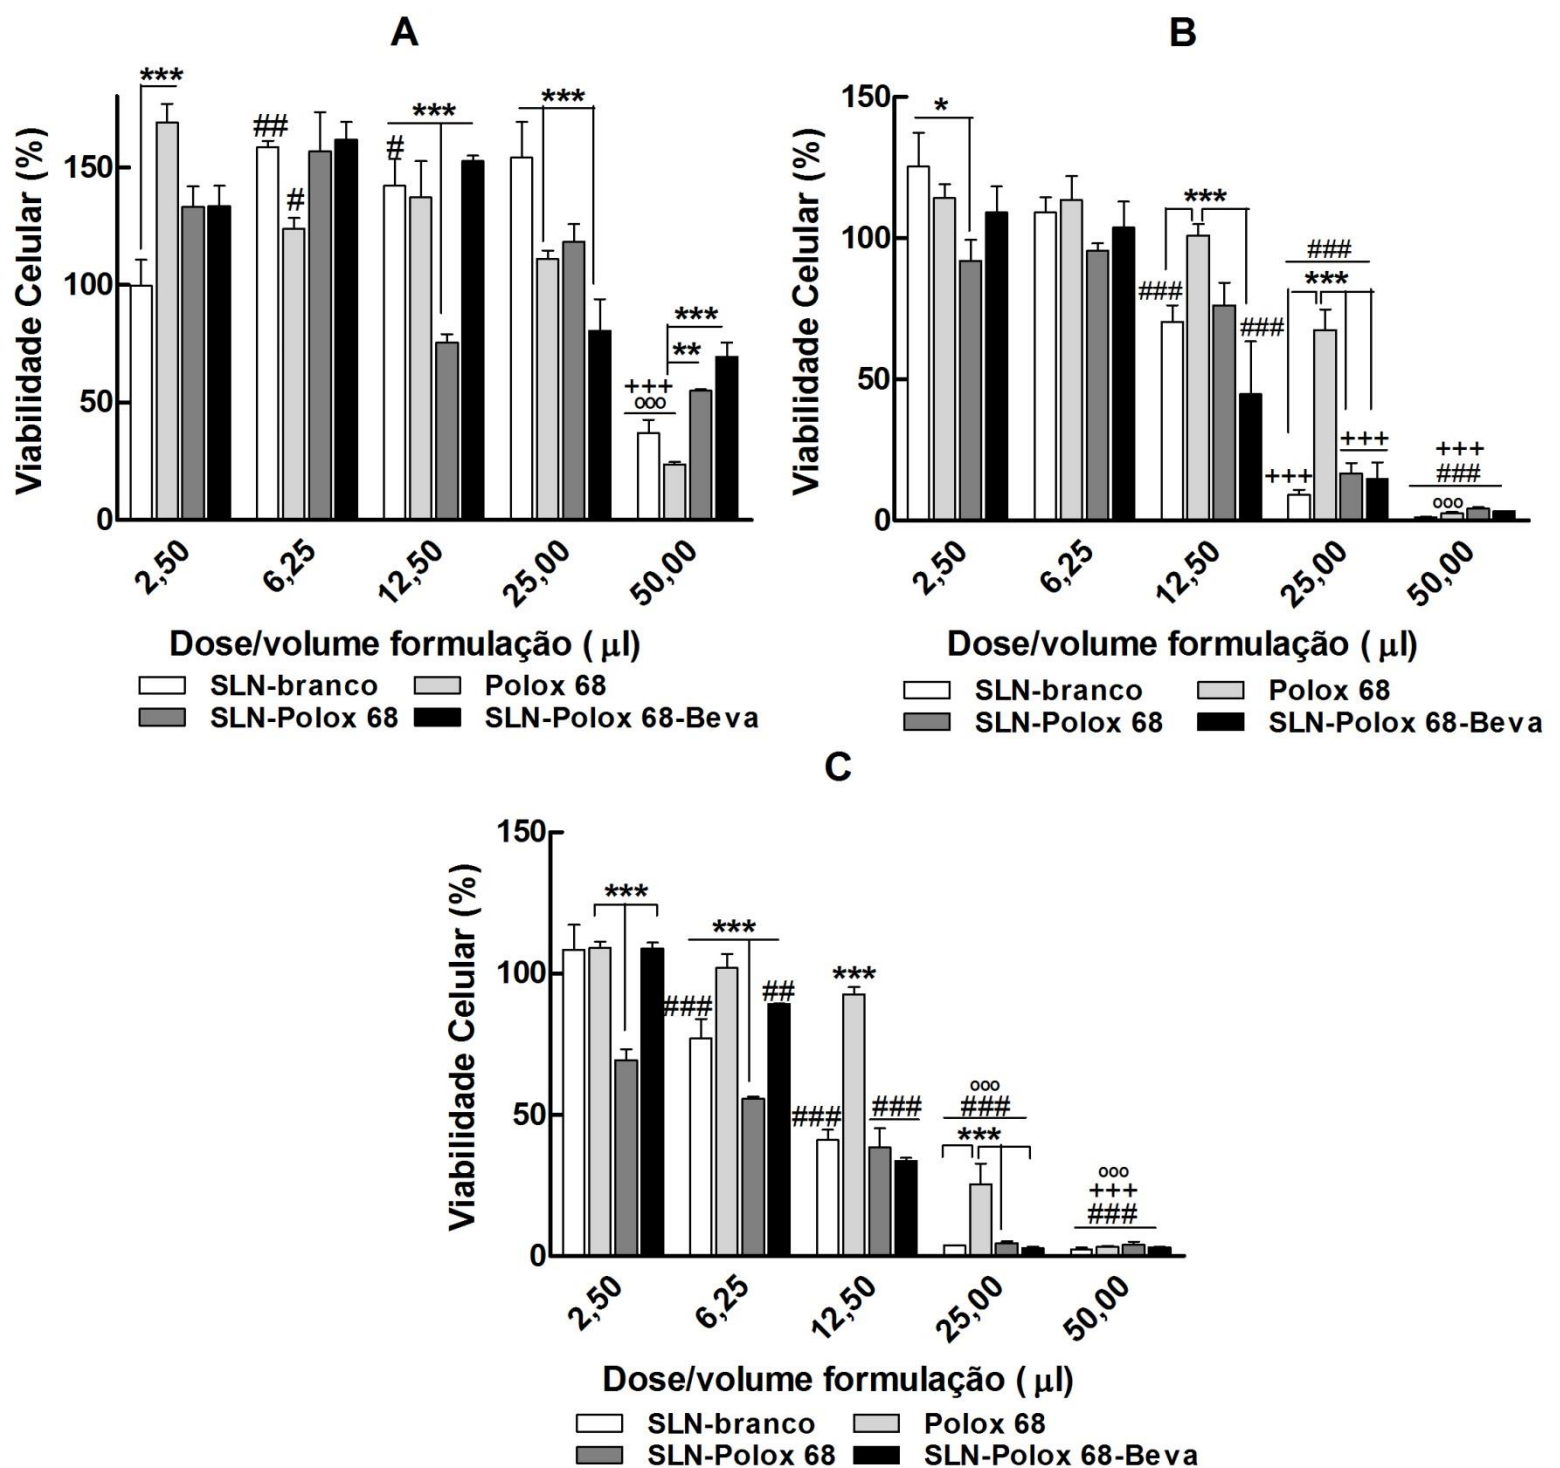 A
Viabilidade Celular (%)
150
100
50
0
***
##
#
#
***
***
+++
ooo
**
***
2,50
6,25
12,50
25,00
50,00
Dose/volume formulação ( µl)
SLN-branco
Polox 68
SLN-Polox 68
SLN-Polox 68-Beva
B
Viabilidade Celular (%)
150
100
50
0
*
###
***
###
###
***
+++
+++
+++
###
ooo
2,50
6,25
12,50
25,00
50,00
Dose/volume formulação ( µl)
SLN-branco
Polox 68
SLN-Polox 68
SLN-Polox 68-Beva
C
Viabilidade Celular (%)
150
100
50
0
***
###
***
##
###
***
###
ooo
###
***
ooo
+++
###
2,50
6,25
12,50
25,00
50,00
Dose/volume formulação ( µl)
SLN-branco
Polox 68
SLN-Polox 68
SLN-Polox 68-Beva